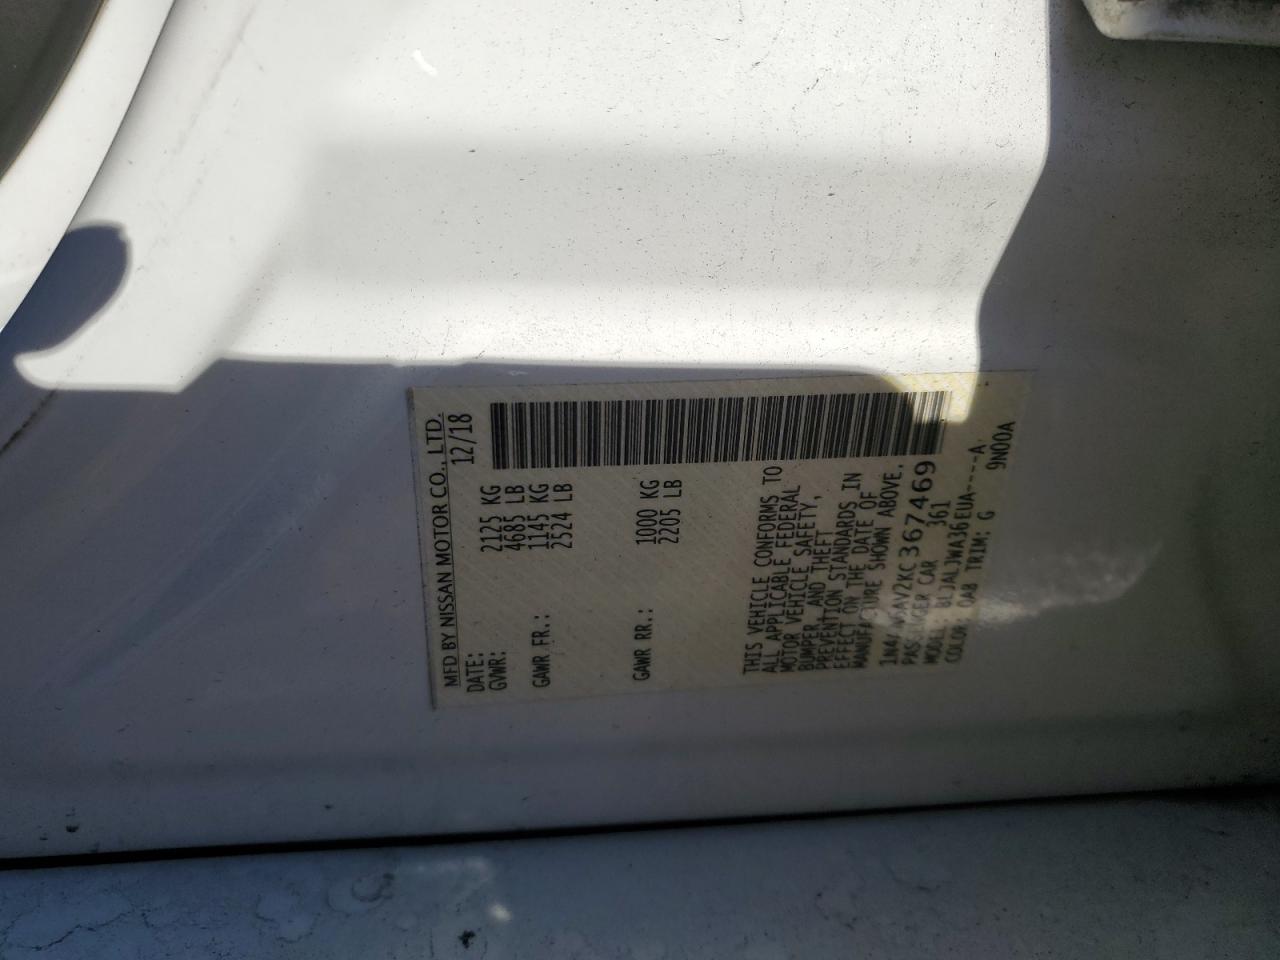 MFD BY NISSAN MOTOR CO., LTD.
DATE: 12/18
GVWR: 2125 KG
4685 LB
GAWR FR.: 1145 KG
2524 LB
GAWR RR.: 1000 KG
2205 LB
THIS VEHICLE CONFORMS TO
ALL APPLICABLE FEDERAL
MOTOR VEHICLE SAFETY,
BUMPER AND THEFT
PREVENTION STANDARDS IN
EFFECT ON THE DATE OF
MANUFACTURE SHOWN ABOVE.
PASSENGER CAR 361
MODEL: BLJALJWA36EUA----A
COLOR: TRIM: G
9N00A